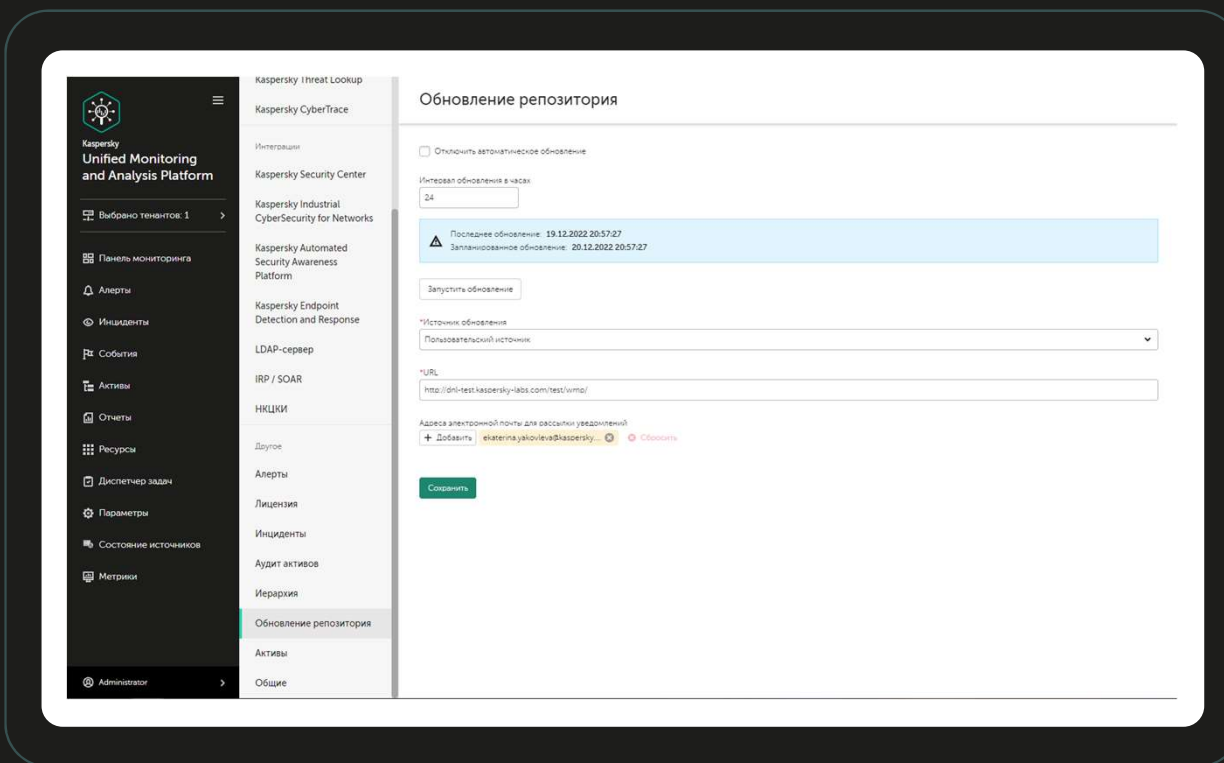 Kaspersky
Unified Monitoring
and Analysis Platform
Выбрано тенантов: 1
Панель мониторинга
Алерты
Инциденты
События
Активы
Отчеты
Ресурсы
Диспетчер задач
Параметры
Состояние источников
Метрики
Administrator
Kaspersky Threat Lookup
Kaspersky CyberTrace
Интеграции
Kaspersky Security Center
Kaspersky Industrial
CyberSecurity for Networks
Kaspersky Automated
Security Awareness
Platform
Kaspersky Endpoint
Detection and Response
LDAP-сервер
IRP / SOAR
НКЦКИ
Другое
Алерты
Лицензия
Инциденты
Аудит активов
Иерархия
Обновление репозитория
Активы
Общие
Обновление репозитория
Отключить автоматическое обновление
Интервал обновления в часах
24
Последнее обновление: 19.12.2022 20:57:27
Запланированное обновление: 20.12.2022 20:57:27
Запустить обновление
*Источник обновления
Пользовательский источник
*URL
http://dnl-test.kaspersky-labs.com/test/wmp/
Адреса электронной почты для рассылки уведомлений
+ Добавить ekaterina.yakovleva@kaspersky... Сбросить
Сохранить